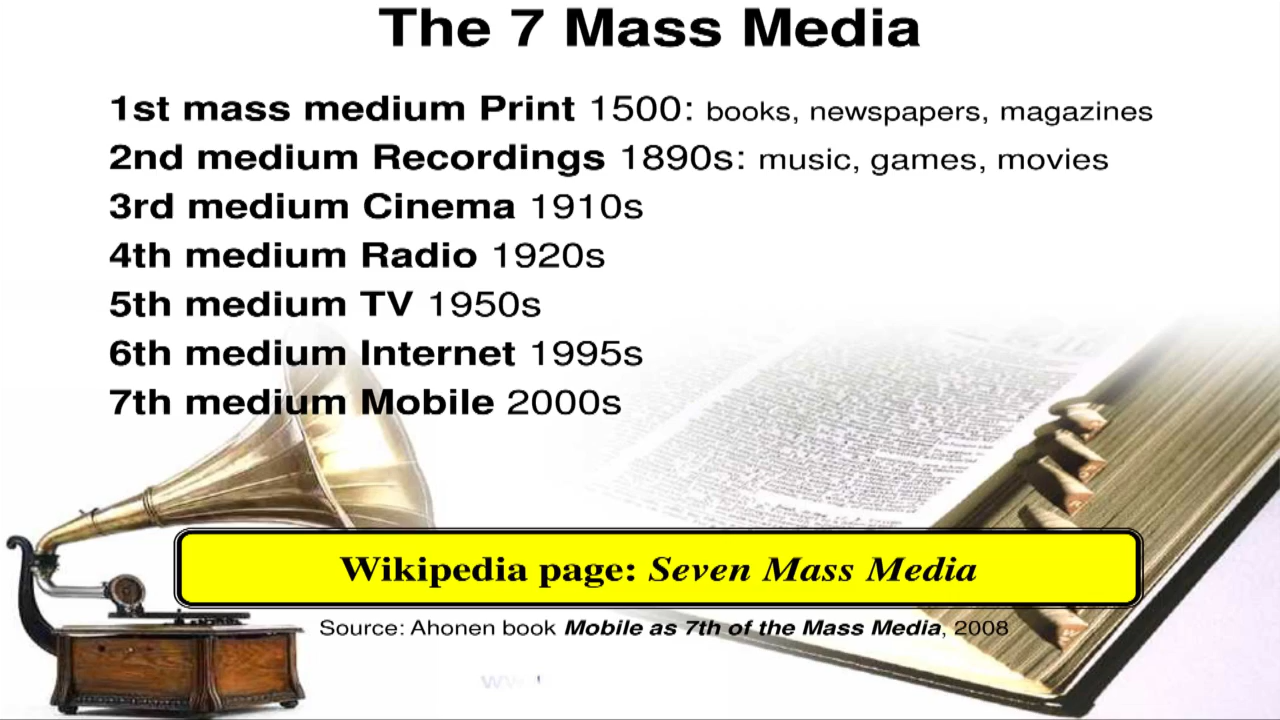 The 7 Mass Media
1st mass medium Print 1500: books, newspapers, magazines
2nd medium Recordings 1890s: music, games, movies
3rd medium Cinema 1910s
4th medium Radio 1920s
5th medium TV 1950s
6th medium Internet 1995s
7th medium Mobile 2000s
Wikipedia page: Seven Mass Media
Source: Ahonen book Mobile as 7th of the Mass Media, 2008